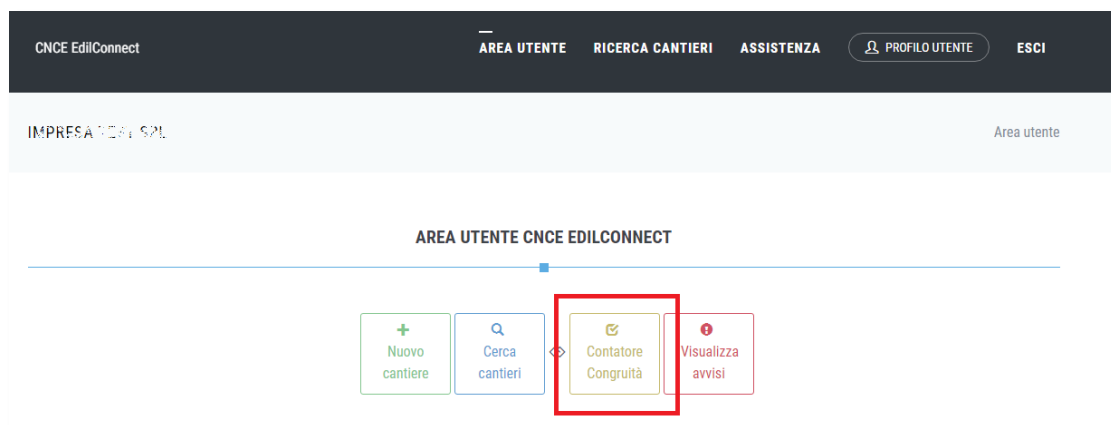 CNCE EdilConnect
AREA UTENTE RICERCA CANTIERI ASSISTENZA PROFILO UTENTE ESCI
IMPRESA
Area utente
AREA UTENTE CNCE EDILCONNECT
Nuovo cantiere
Cerca cantieri
Contatore Congruità
Visualizza avvisi